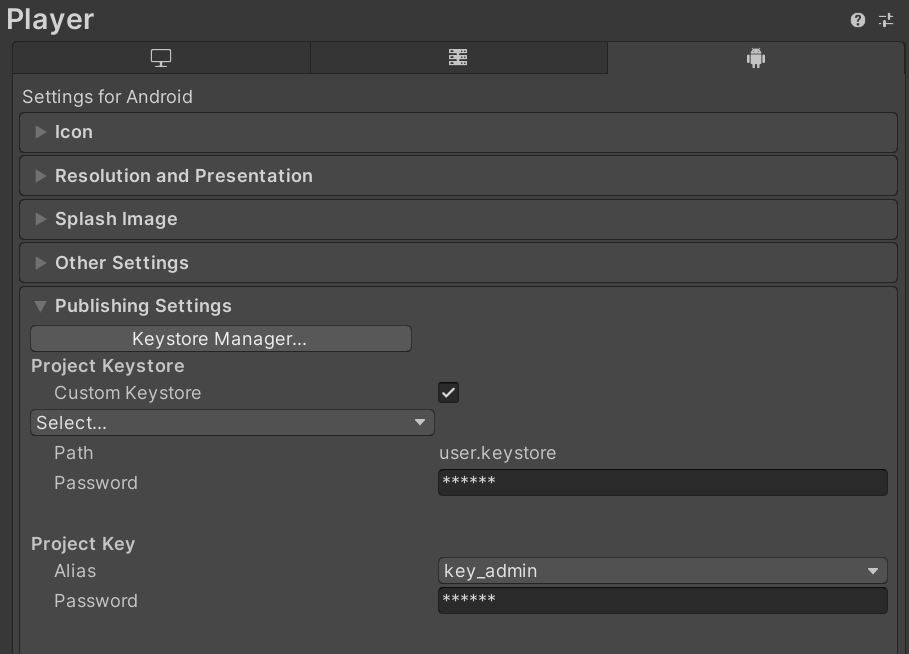 Player
Settings for Android
Icon
Resolution and Presentation
Splash Image
Other Settings
Publishing Settings
Keystore Manager...
Project Keystore
Custom Keystore
Select...
Path user.keystore
Password ******
Project Key
Alias key_admin
Password ******